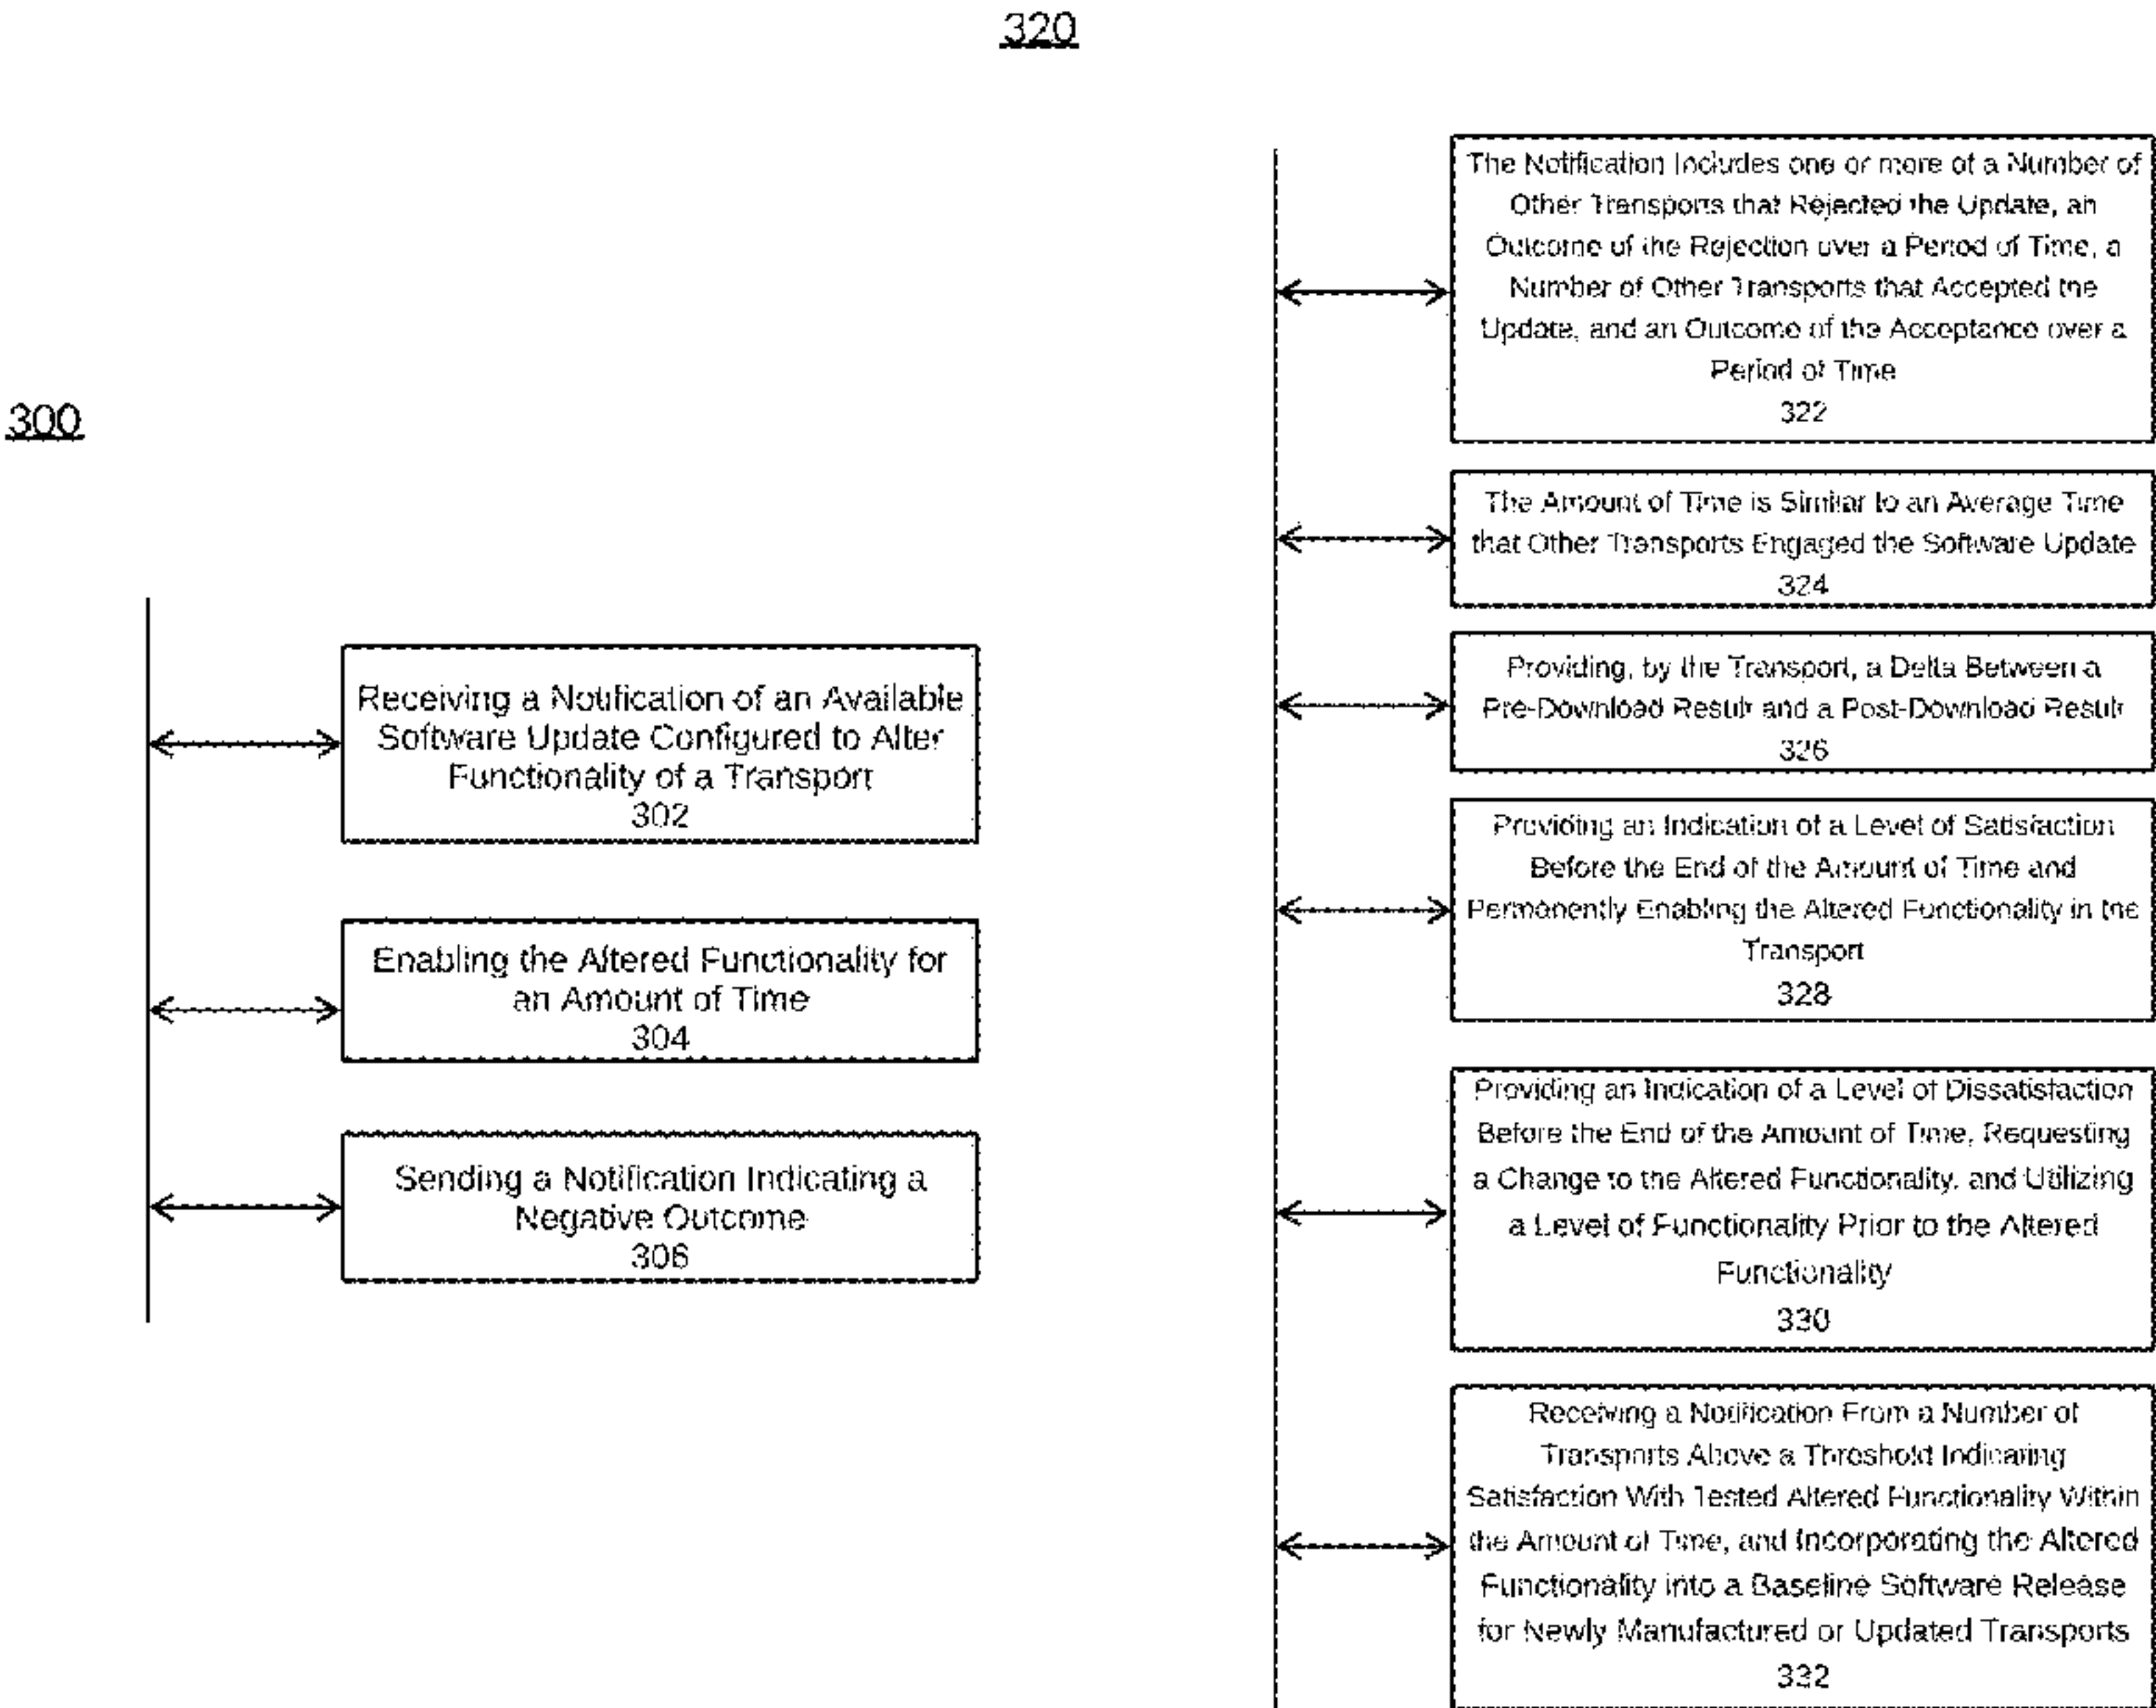 320
300
Receiving a Notification of an Available
Software Update Configured to Alter
Functionality of a Transport
302
Enabling the Altered Functionality for
an Amount of Time
304
Sending a Notification Indicating a
Negative Outcome
306
The Notification Includes one or more of a Number of
Other Transports that Rejected the Update, an
Outcome of the Rejection over a Period of Time, a
Number of Other Transports that Accepted the
Update, and an Outcome of the Acceptance over a
Period of Time
322
The Amount of Time is Similar to an Average Time
that Other Transports Engaged the Software Update
324
Providing, by the Transport, a Delta Between a
Pre-Download Result and a Post-Download Result
326
Providing an Indication of a Level of Satisfaction
Before the End of the Amount of Time and
Permanently Enabling the Altered Functionality in the
Transport
328
Providing an Indication of a Level of Dissatisfaction
Before the End of the Amount of Time, Requesting
a Change to the Altered Functionality, and Utilizing
a Level of Functionality Prior to the Altered
Functionality
330
Receiving a Notification From a Number of
Transports Above a Threshold Indicating
Satisfaction With Tested Altered Functionality Within
the Amount of Time, and Incorporating the Altered
Functionality into a Baseline Software Release
for Newly Manufactured or Updated Transports
332